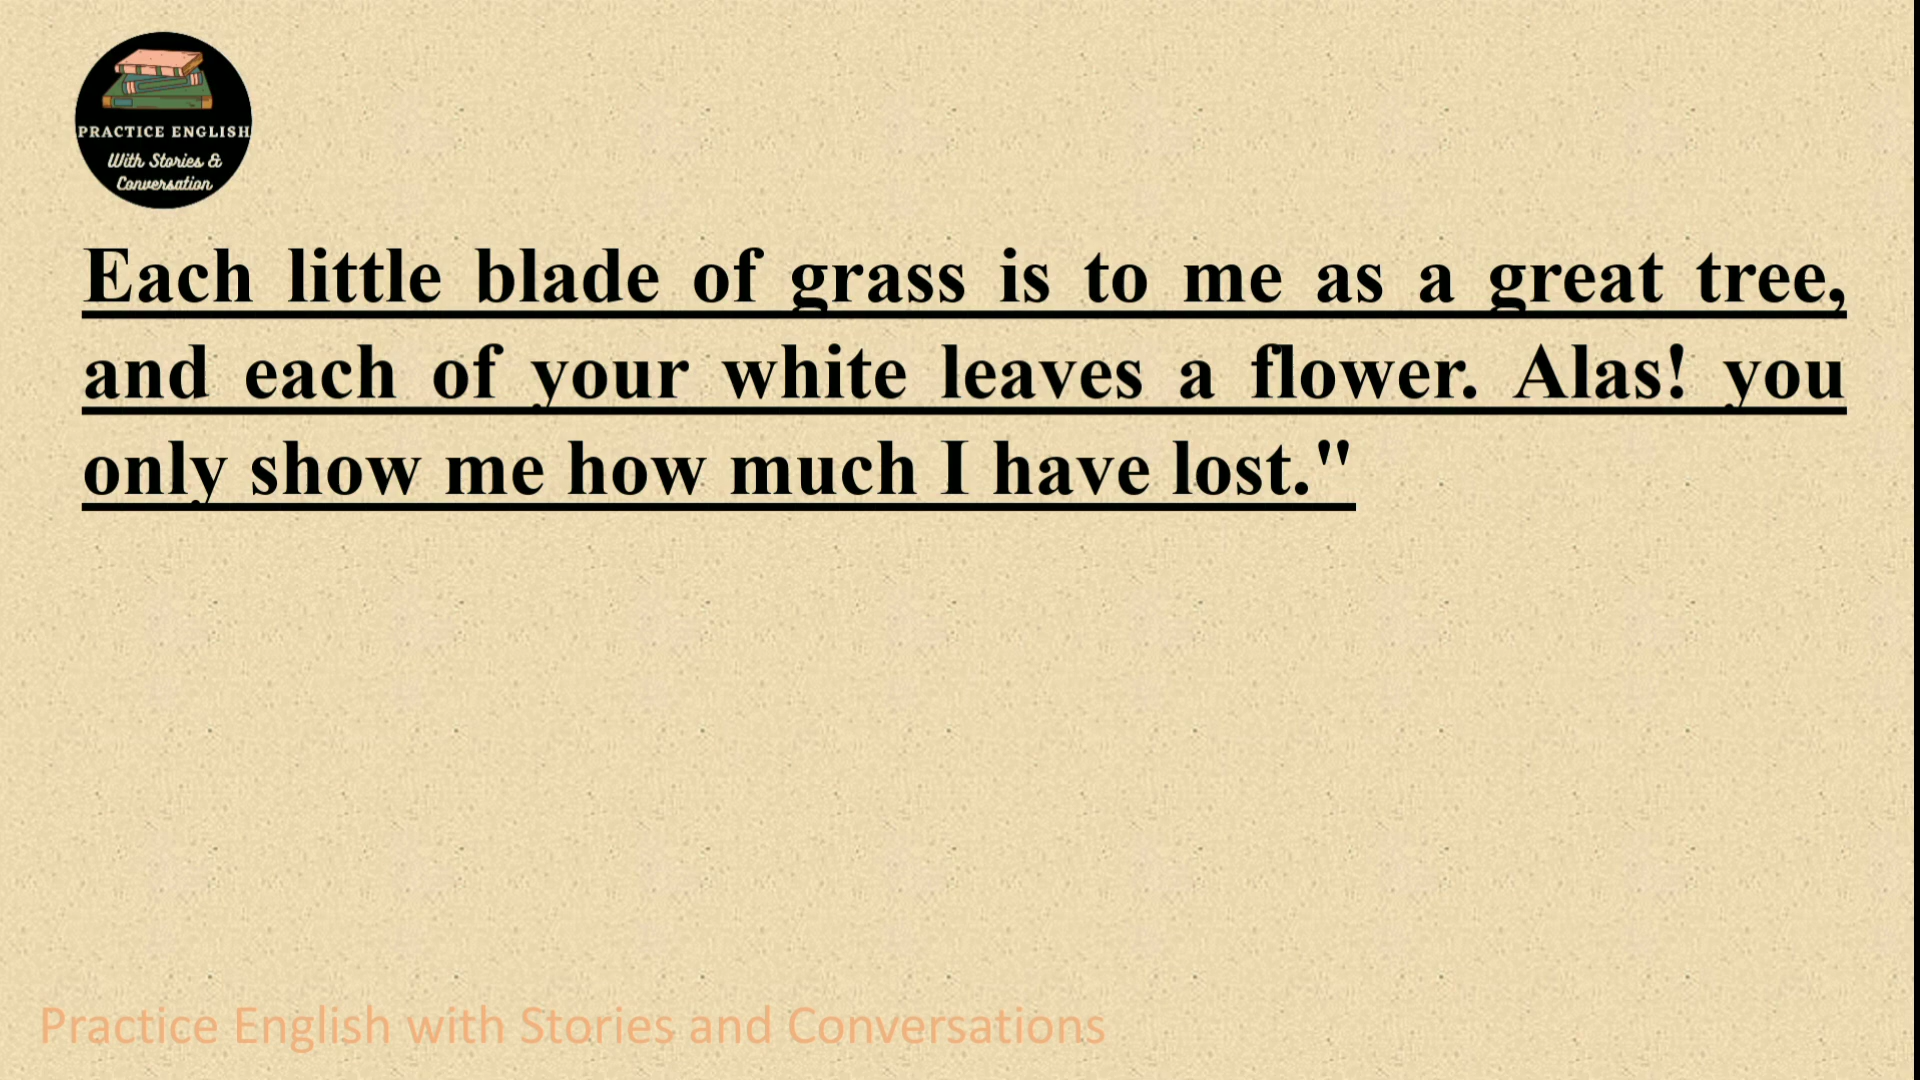 PRACTICE ENGLISH
With Stories &
Conversation
Each little blade of grass is to me as a great tree,
and each of your white leaves a flower. Alas! you
only show me how much I have lost."
Practice English with Stories and Conversations